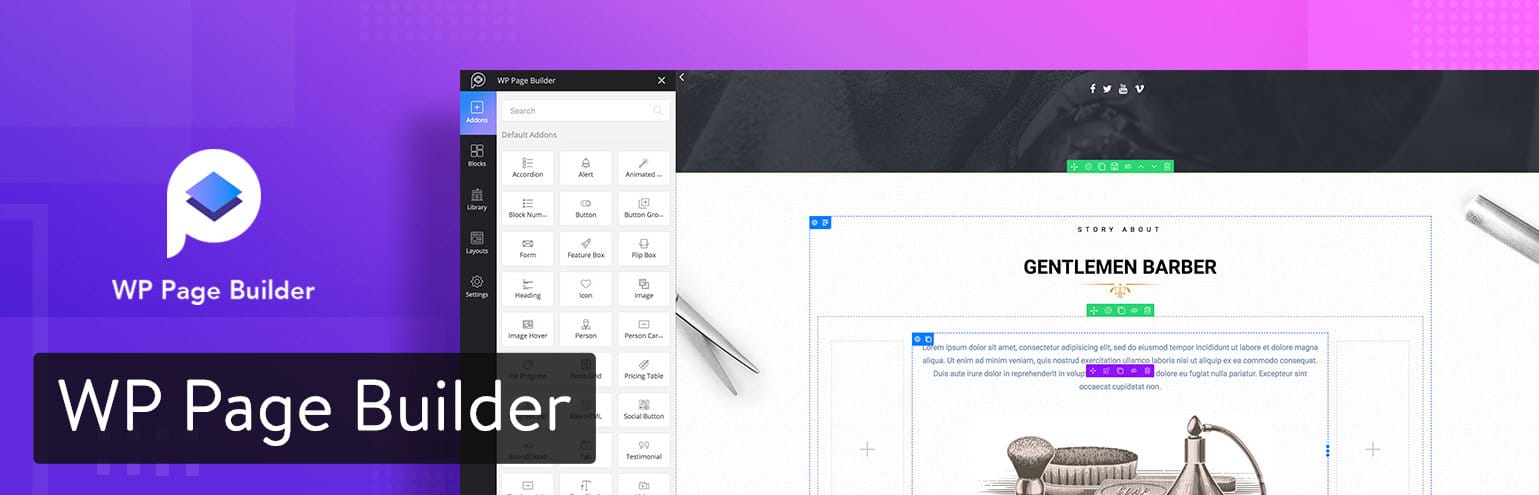 WP Page Builder
WP Page Builder
WP Page Builder
Addons
Blocks
Library
Layouts
Settings
Search
Default Addons
Accordion
Alert
Animated ...
Block Num...
Button
Button Gro...
Form
Feature Box
Flip Box
Heading
Icon
Image
Image Hover
Person
Person Car...
Pie Progress
Posts Grid
Pricing Table
Raw HTML
Social Button
SoundCloud
Tab
Testimonial
STORY ABOUT
GENTLEMEN BARBER
Lorem ipsum dolor sit amet, consectetur adipisicing elit, sed do eiusmod tempor incididunt ut labore et dolore magna
aliqua. Ut enim ad minim veniam, quis nostrud exercitation ullamco laboris nisi ut aliquip ex ea commodo consequat.
Duis aute irure dolor in reprehenderit in volup dolore eu fugiat nulla pariatur. Excepteur sint
occaecat cupidatat non.